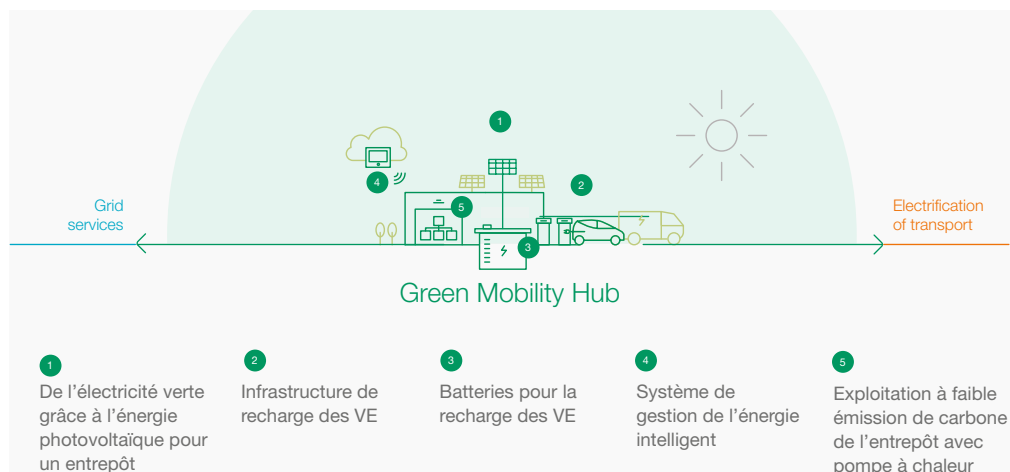 1
2
4
5
3
Grid
services
Electrification
of transport
Green Mobility Hub
1
De l’électricité verte
grâce à l’énergie
photovoltaïque pour
un entrepôt
2
Infrastructure de
recharge des VE
3
Batteries pour la
recharge des VE
4
Système de
gestion de l’énergie
intelligent
5
Exploitation à faible
émission de carbone
de l’entrepôt avec
pompe à chaleur